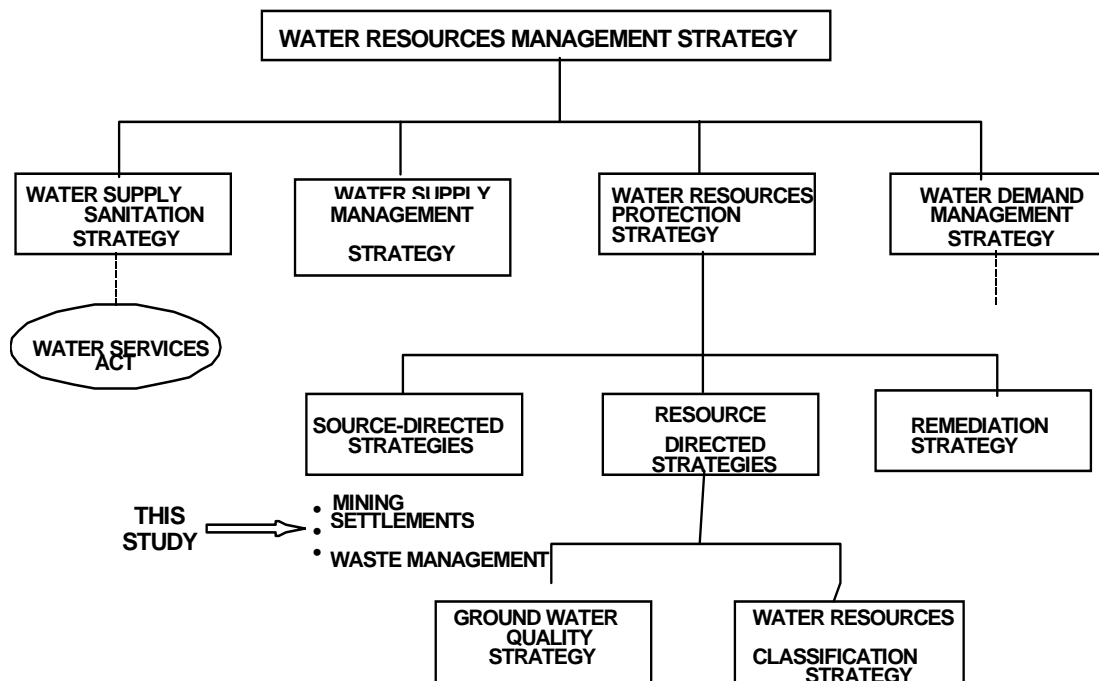 WATER RESOURCES MANAGEMENT STRATEGY
WATER SUPPLY
SANITATION
STRATEGY
WATER SUPPLY
MANAGEMENT
STRATEGY
WATER RESOURCES
PROTECTION
STRATEGY
WATER DEMAND
MANAGEMENT
STRATEGY
WATER SERVICES
ACT
SOURCE-DIRECTED
STRATEGIES
RESOURCE
DIRECTED
STRATEGIES
REMEDIATION
STRATEGY
THIS
STUDY
• MINING
• SETTLEMENTS
• WASTE MANAGEMENT
GROUND WATER
QUALITY
STRATEGY
WATER RESOURCES
CLASSIFICATION
STRATEGY